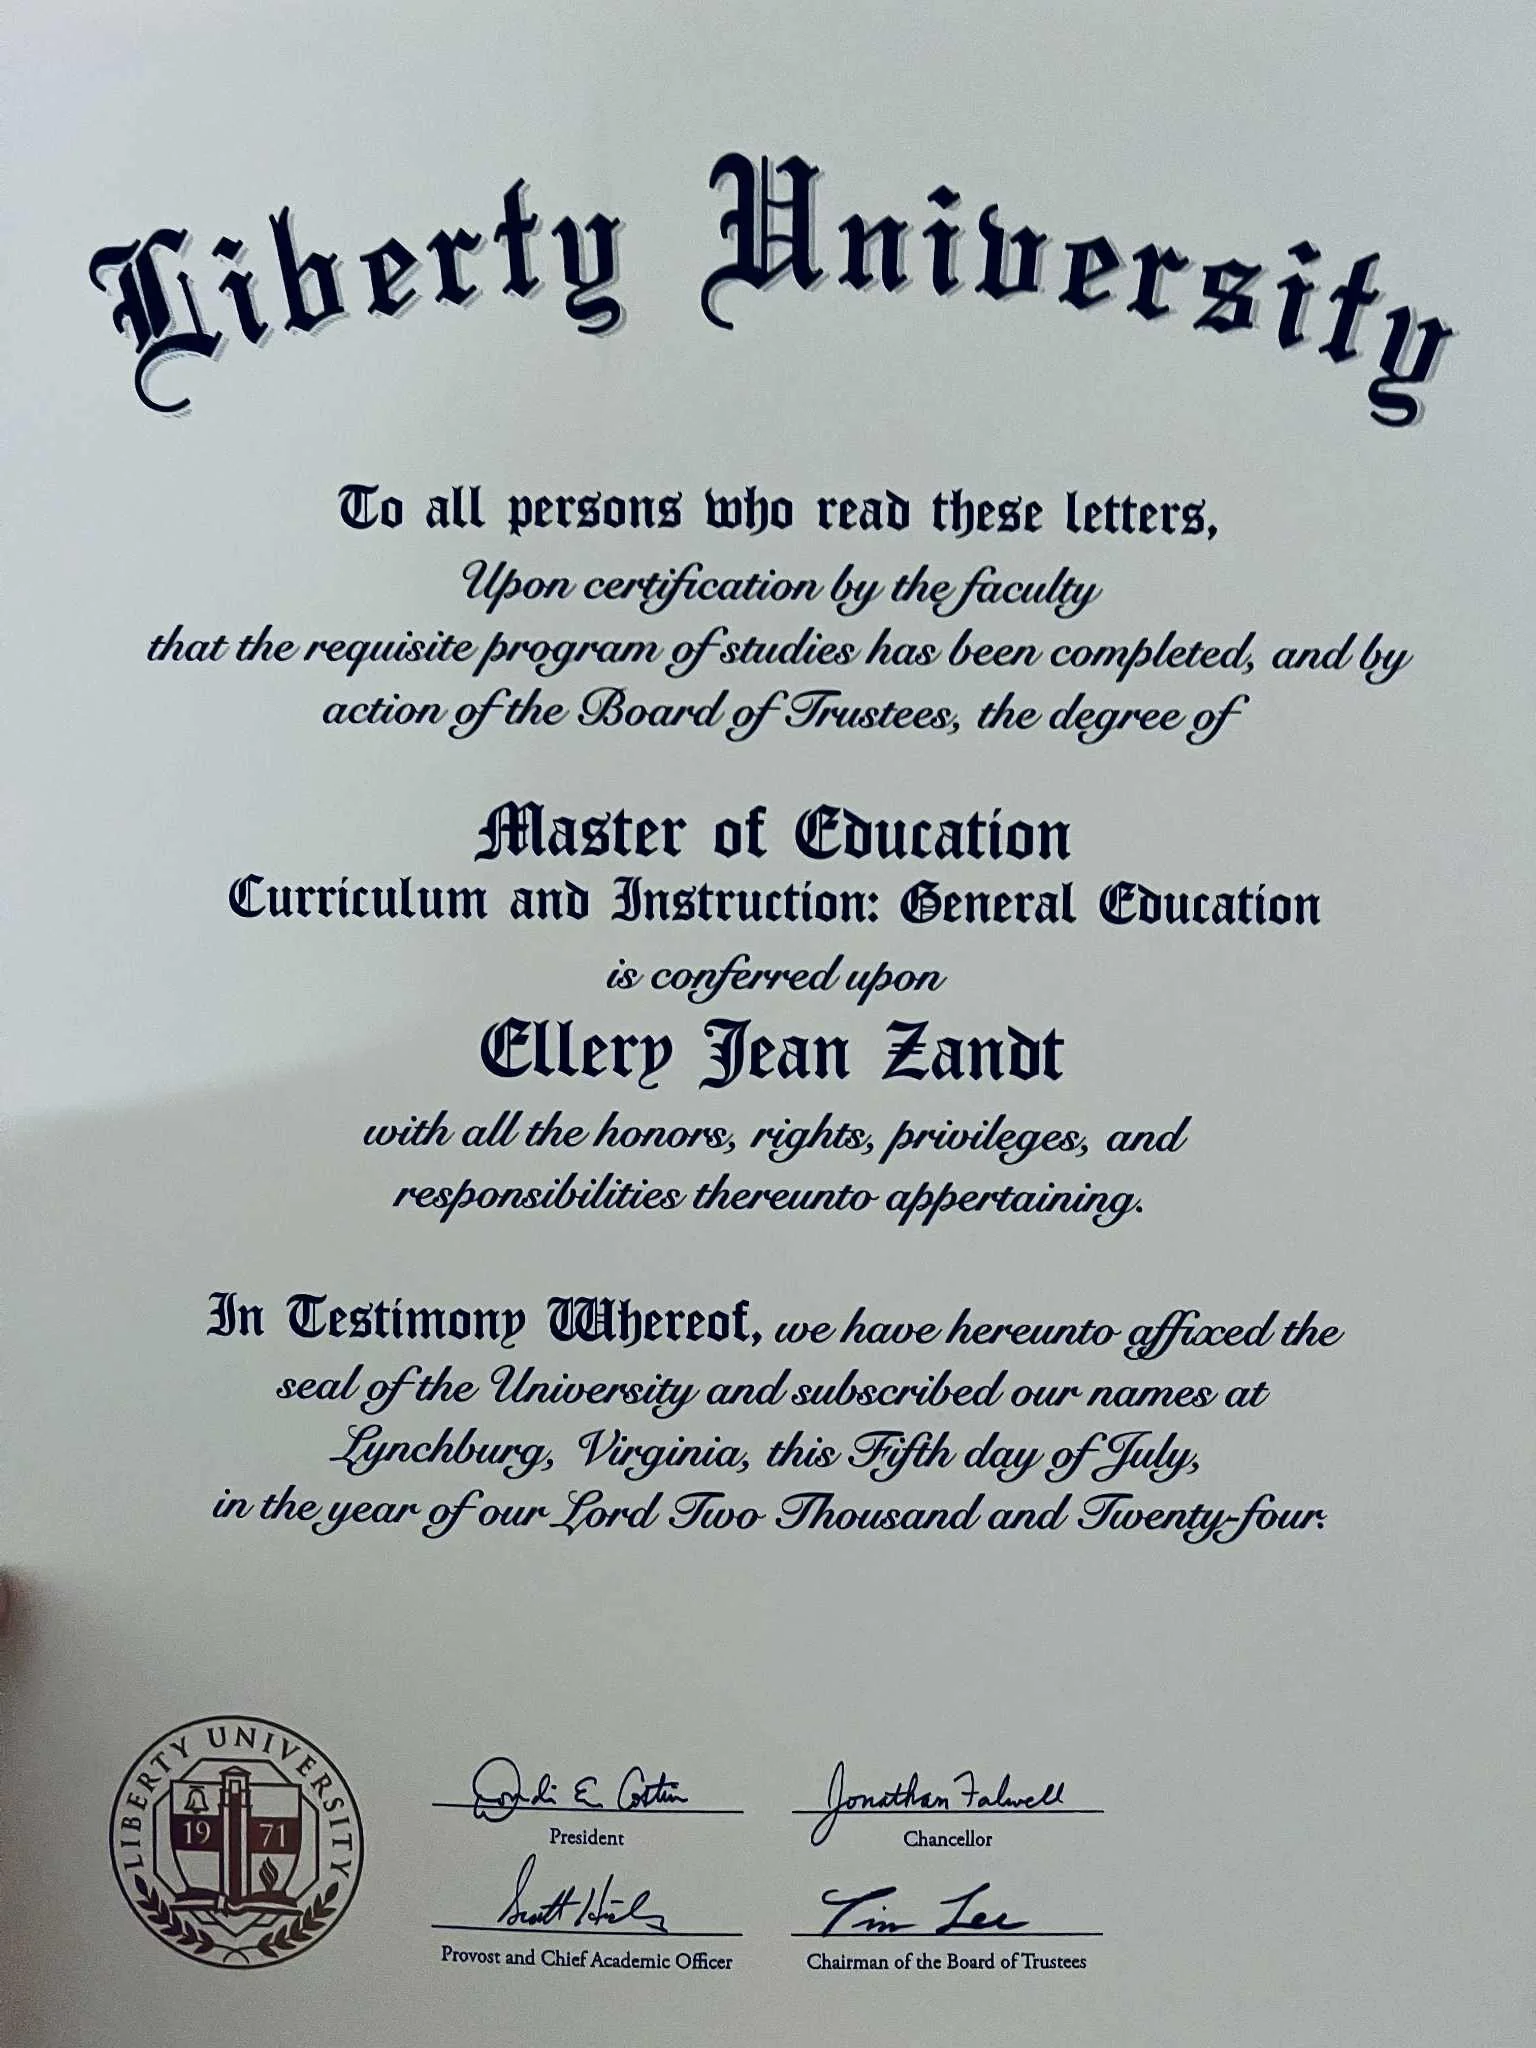 Liberty University
To all persons who read these letters,
Upon certification by the faculty
that the requisite program of studies has been completed, and by
action of the Board of Trustees, the degree of
Master of Education
Curriculum and Instruction: General Education
is conferred upon
Ellery Jean Zandt
with all the honors, rights, privileges, and
responsibilities thereunto appertaining.
In Testimony Whereof, we have hereunto affixed the
seal of the University and subscribed our names at
Lynchburg, Virginia, this Fifth day of July,
in the year of our Lord Two Thousand and Twenty-four.
LIBERTY UNIVERSITY
19 71
LIBERTY UNIVERSITY
Dondi E. Costin
Jonathan Falwell
President
Chancellor
Scott Hicks
Tim Lee
Provost and Chief Academic Officer
Chairman of the Board of Trustees